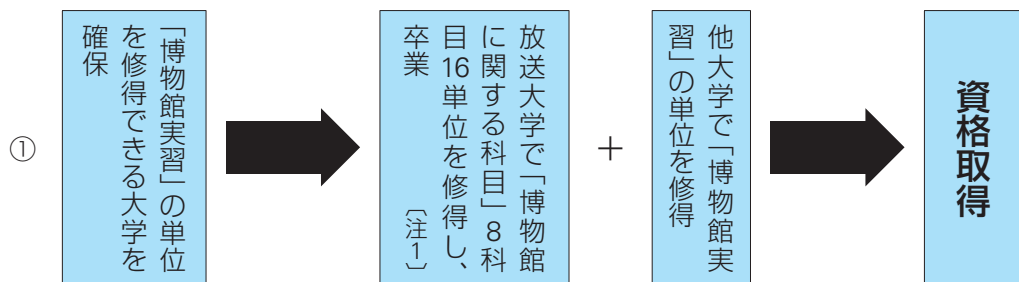 ①
「博物館実習」の単位
を修得できる大学を
確保
放送大学で「博物館
に関する科目」8科
目16単位を修得し、
卒業
〔注1〕
+
他大学で「博物館実
習」の単位を修得
資格取得